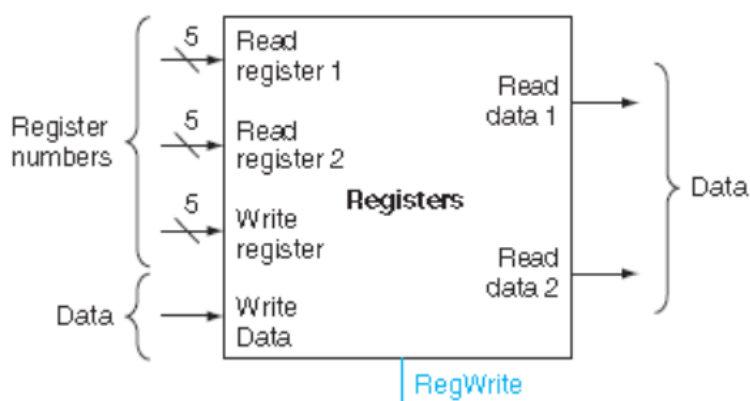 5
Read
register 1
5
Read
register 2
5
Write
register
Write
Data
Register
numbers
Data
Registers
Read
data 1
Read
data 2
Data
RegWrite